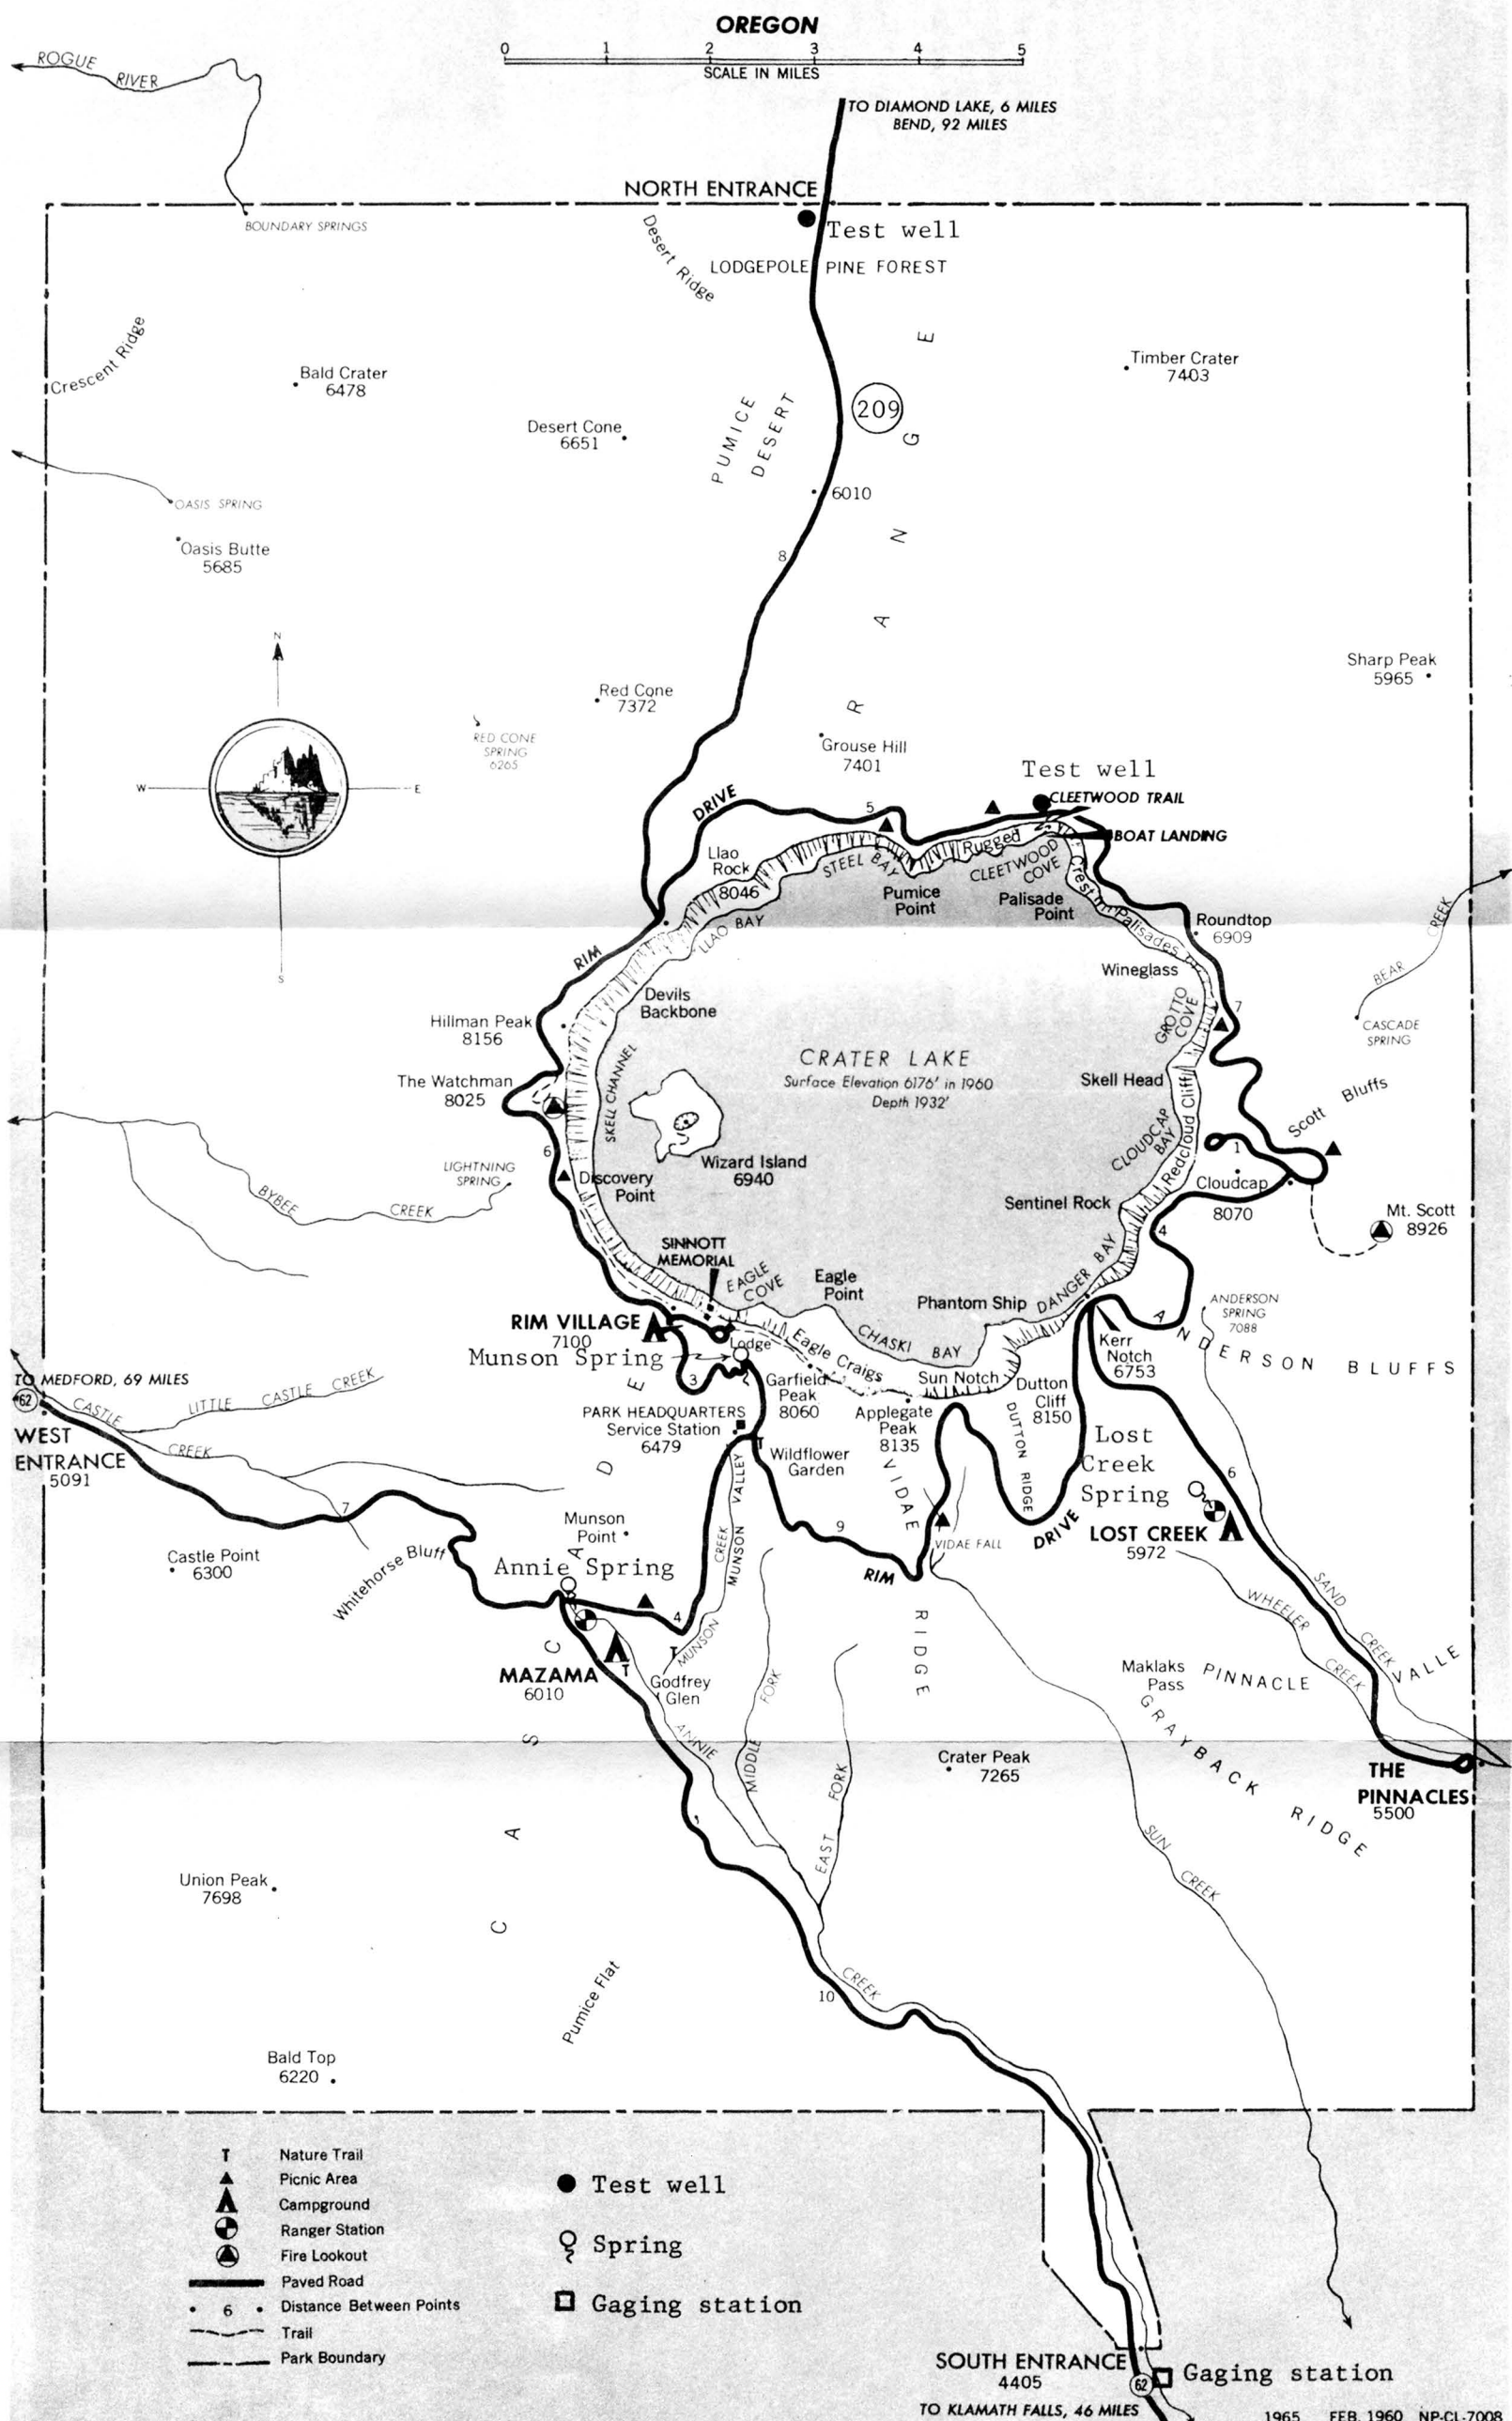 OREGON
0 1 2 3 4 5
SCALE IN MILES
ROGUE
RIVER
TO DIAMOND LAKE, 6 MILES
BEND, 92 MILES
NORTH ENTRANCE
BOUNDARY SPRINGS
Test well
Desert Ridge
LODGEPOLE PINE FOREST
Crescent Ridge
Bald Crater
6478
Timber Crater
7403
209
Desert Cone
6651
PUMICE
DESERT
6010
OASIS SPRING
Oasis Butte
5685
8
N
W
E
S
Red Cone
7372
RED CONE
SPRING
6265
Sharp Peak
5965
Grouse Hill
7401
Test well
CLEETWOOD TRAIL
BOAT LANDING
DRIVE
5
Llao
Rock
8046
STEEL BAY
Rugged
Crest
CLEETWOOD
COVE
Pumice
Point
Palisade
Point
Palisades
LLAO BAY
Roundtop
6909
RIM
Wineglass
BEAR
CREEK
CASCADE
SPRING
Devils
Backbone
Hillman Peak
8156
GROTTO
COVE
7
CRATER LAKE
Surface Elevation 6176' in 1960
Depth 1932'
The Watchman
8025
SKELL CHANNEL
Skell Head
Scott Bluffs
CLOUDCAP
BAY
Redcloud Cliff
6
1
Wizard Island
6940
LIGHTNING
SPRING
Discovery
Point
BYBEE
CREEK
Cloudcap
8070
Sentinel Rock
4
Mt. Scott
8926
SINNOTT
MEMORIAL
EAGLE
COVE
Eagle
Point
Phantom Ship
DANGER BAY
ANDERSON
SPRING
7088
RIM VILLAGE
7100
Lodge
Munson Spring
3
Eagle Craigs
CHASKI BAY
Sun Notch
Kerr
Notch
6753
ANDERSON BLUFFS
TO MEDFORD, 69 MILES
62
LITTLE CASTLE CREEK
CASTLE
CREEK
WEST
ENTRANCE
5091
Garfield
Peak
8060
PARK HEADQUARTERS
Service Station
6479
Applegate
Peak
8135
Dutton
Cliff
8150
DUTTON RIDGE
Wildflower
Garden
Lost
Creek
Spring
6
7
Munson
Point
9
VIDAE
RIDGE
VIDAE FALL
DRIVE
LOST CREEK
5972
Castle Point
6300
Whitehorse Bluff
Annie Spring
CREEK
MUNSON VALLEY
RIM
4
MUNSON
WHEELER
CREEK
SAND
CREEK
MAZAMA
6010
Godfrey
Glen
Maklaks
Pass
PINNACLE VALLE
GRAYBACK RIDGE
ANNIE
MIDDLE
FORK
EAST
FORK
Crater Peak
7265
THE
PINNACLES
5500
CASCADE RANGE
Union Peak
7698
SUN
CREEK
Pumice Flat
CREEK
10
Bald Top
6220
T Nature Trail
Picnic Area
Campground
Ranger Station
Fire Lookout
Paved Road
6 Distance Between Points
Trail
Park Boundary
Test well
Spring
Gaging station
SOUTH ENTRANCE
4405
62
Gaging station
TO KLAMATH FALLS, 46 MILES
1965 FEB. 1960 NP-CL-7008